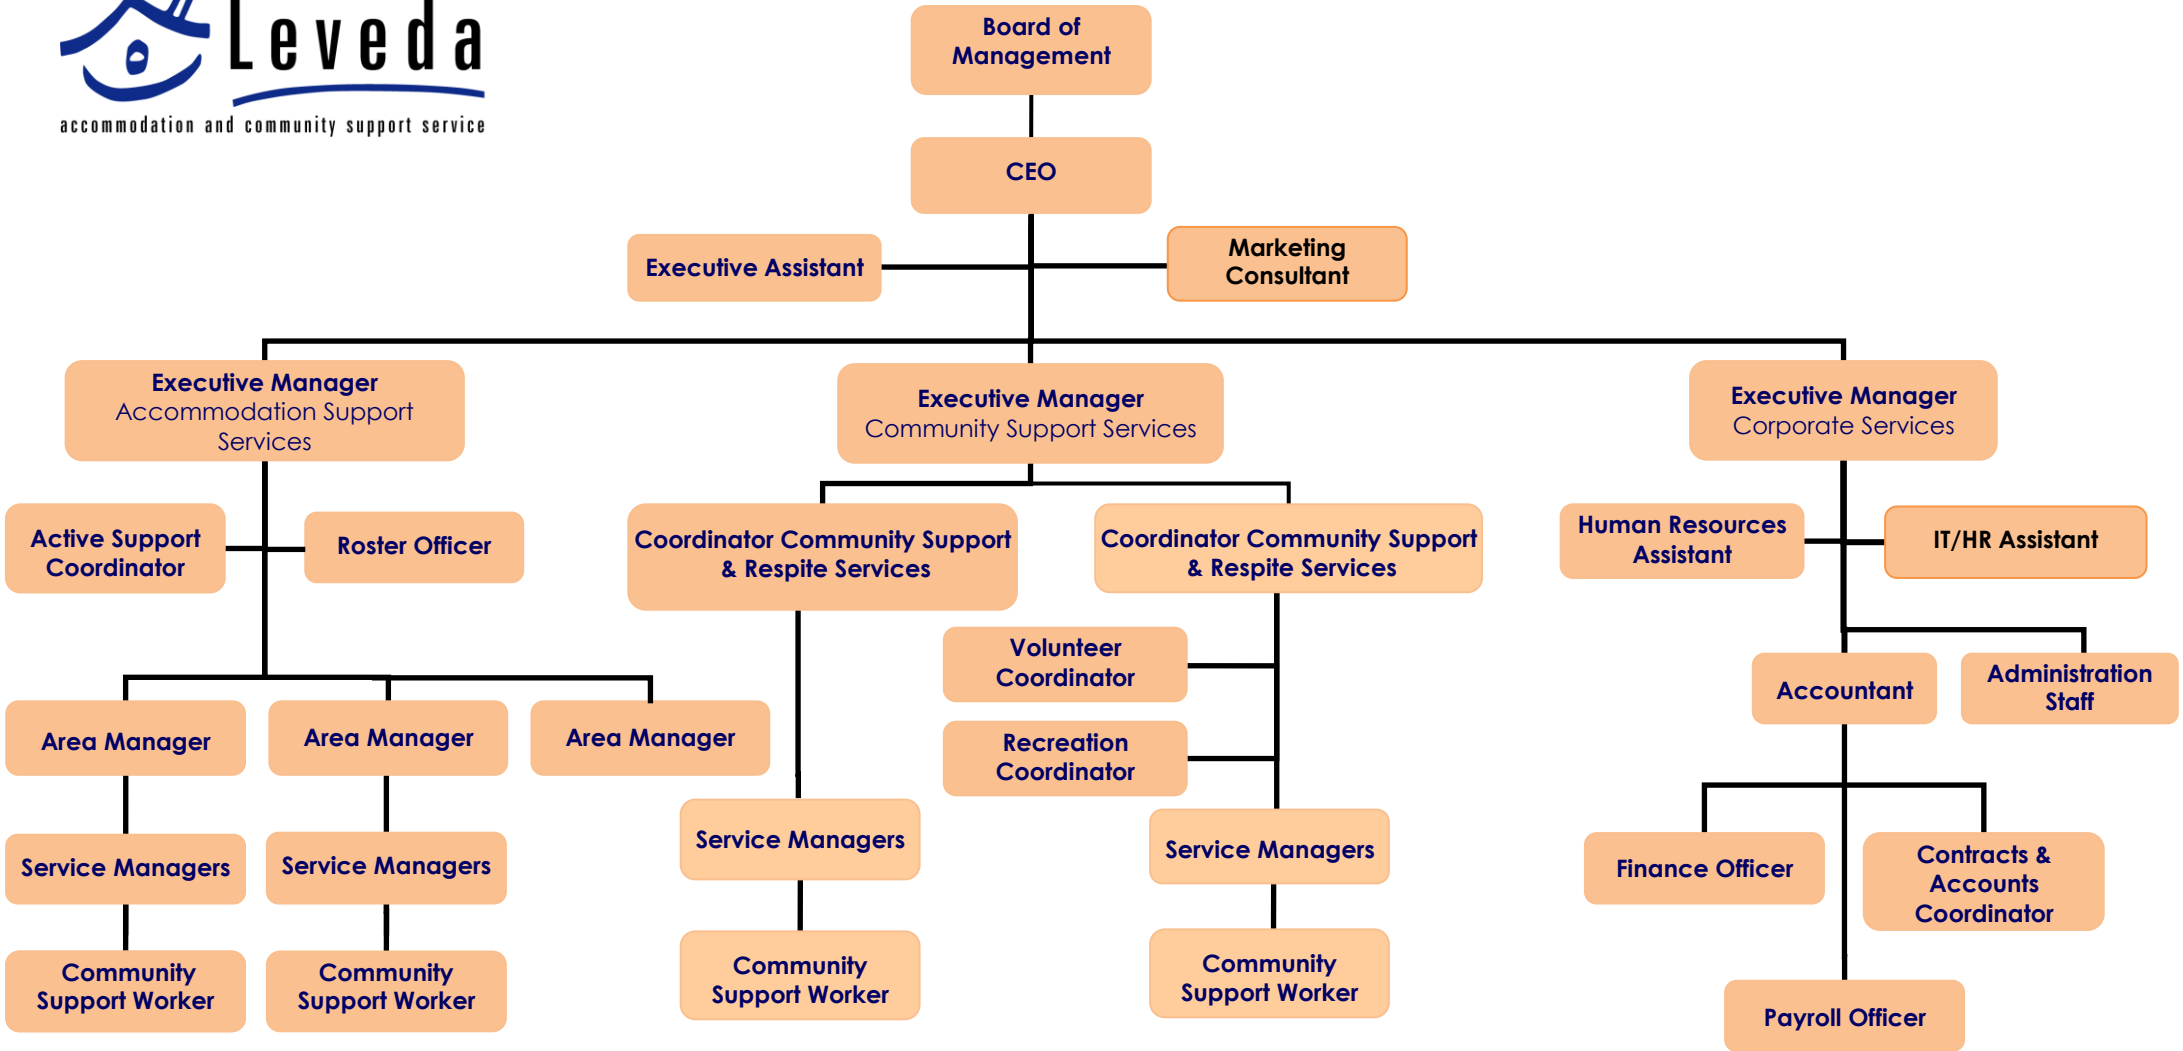 Leveda
accommodation and community support service
Board of
Management
CEO
Executive Assistant
Marketing
Consultant
Executive Manager
Accommodation Support
Services
Executive Manager
Community Support Services
Executive Manager
Corporate Services
Active Support
Coordinator
Roster Officer
Coordinator Community Support
& Respite Services
Coordinator Community Support
& Respite Services
Human Resources
Assistant
IT/HR Assistant
Volunteer
Coordinator
Recreation
Coordinator
Accountant
Administration
Staff
Area Manager
Area Manager
Area Manager
Service Managers
Service Managers
Service Managers
Service Managers
Finance Officer
Contracts &
Accounts
Coordinator
Community
Support Worker
Community
Support Worker
Community
Support Worker
Community
Support Worker
Payroll Officer